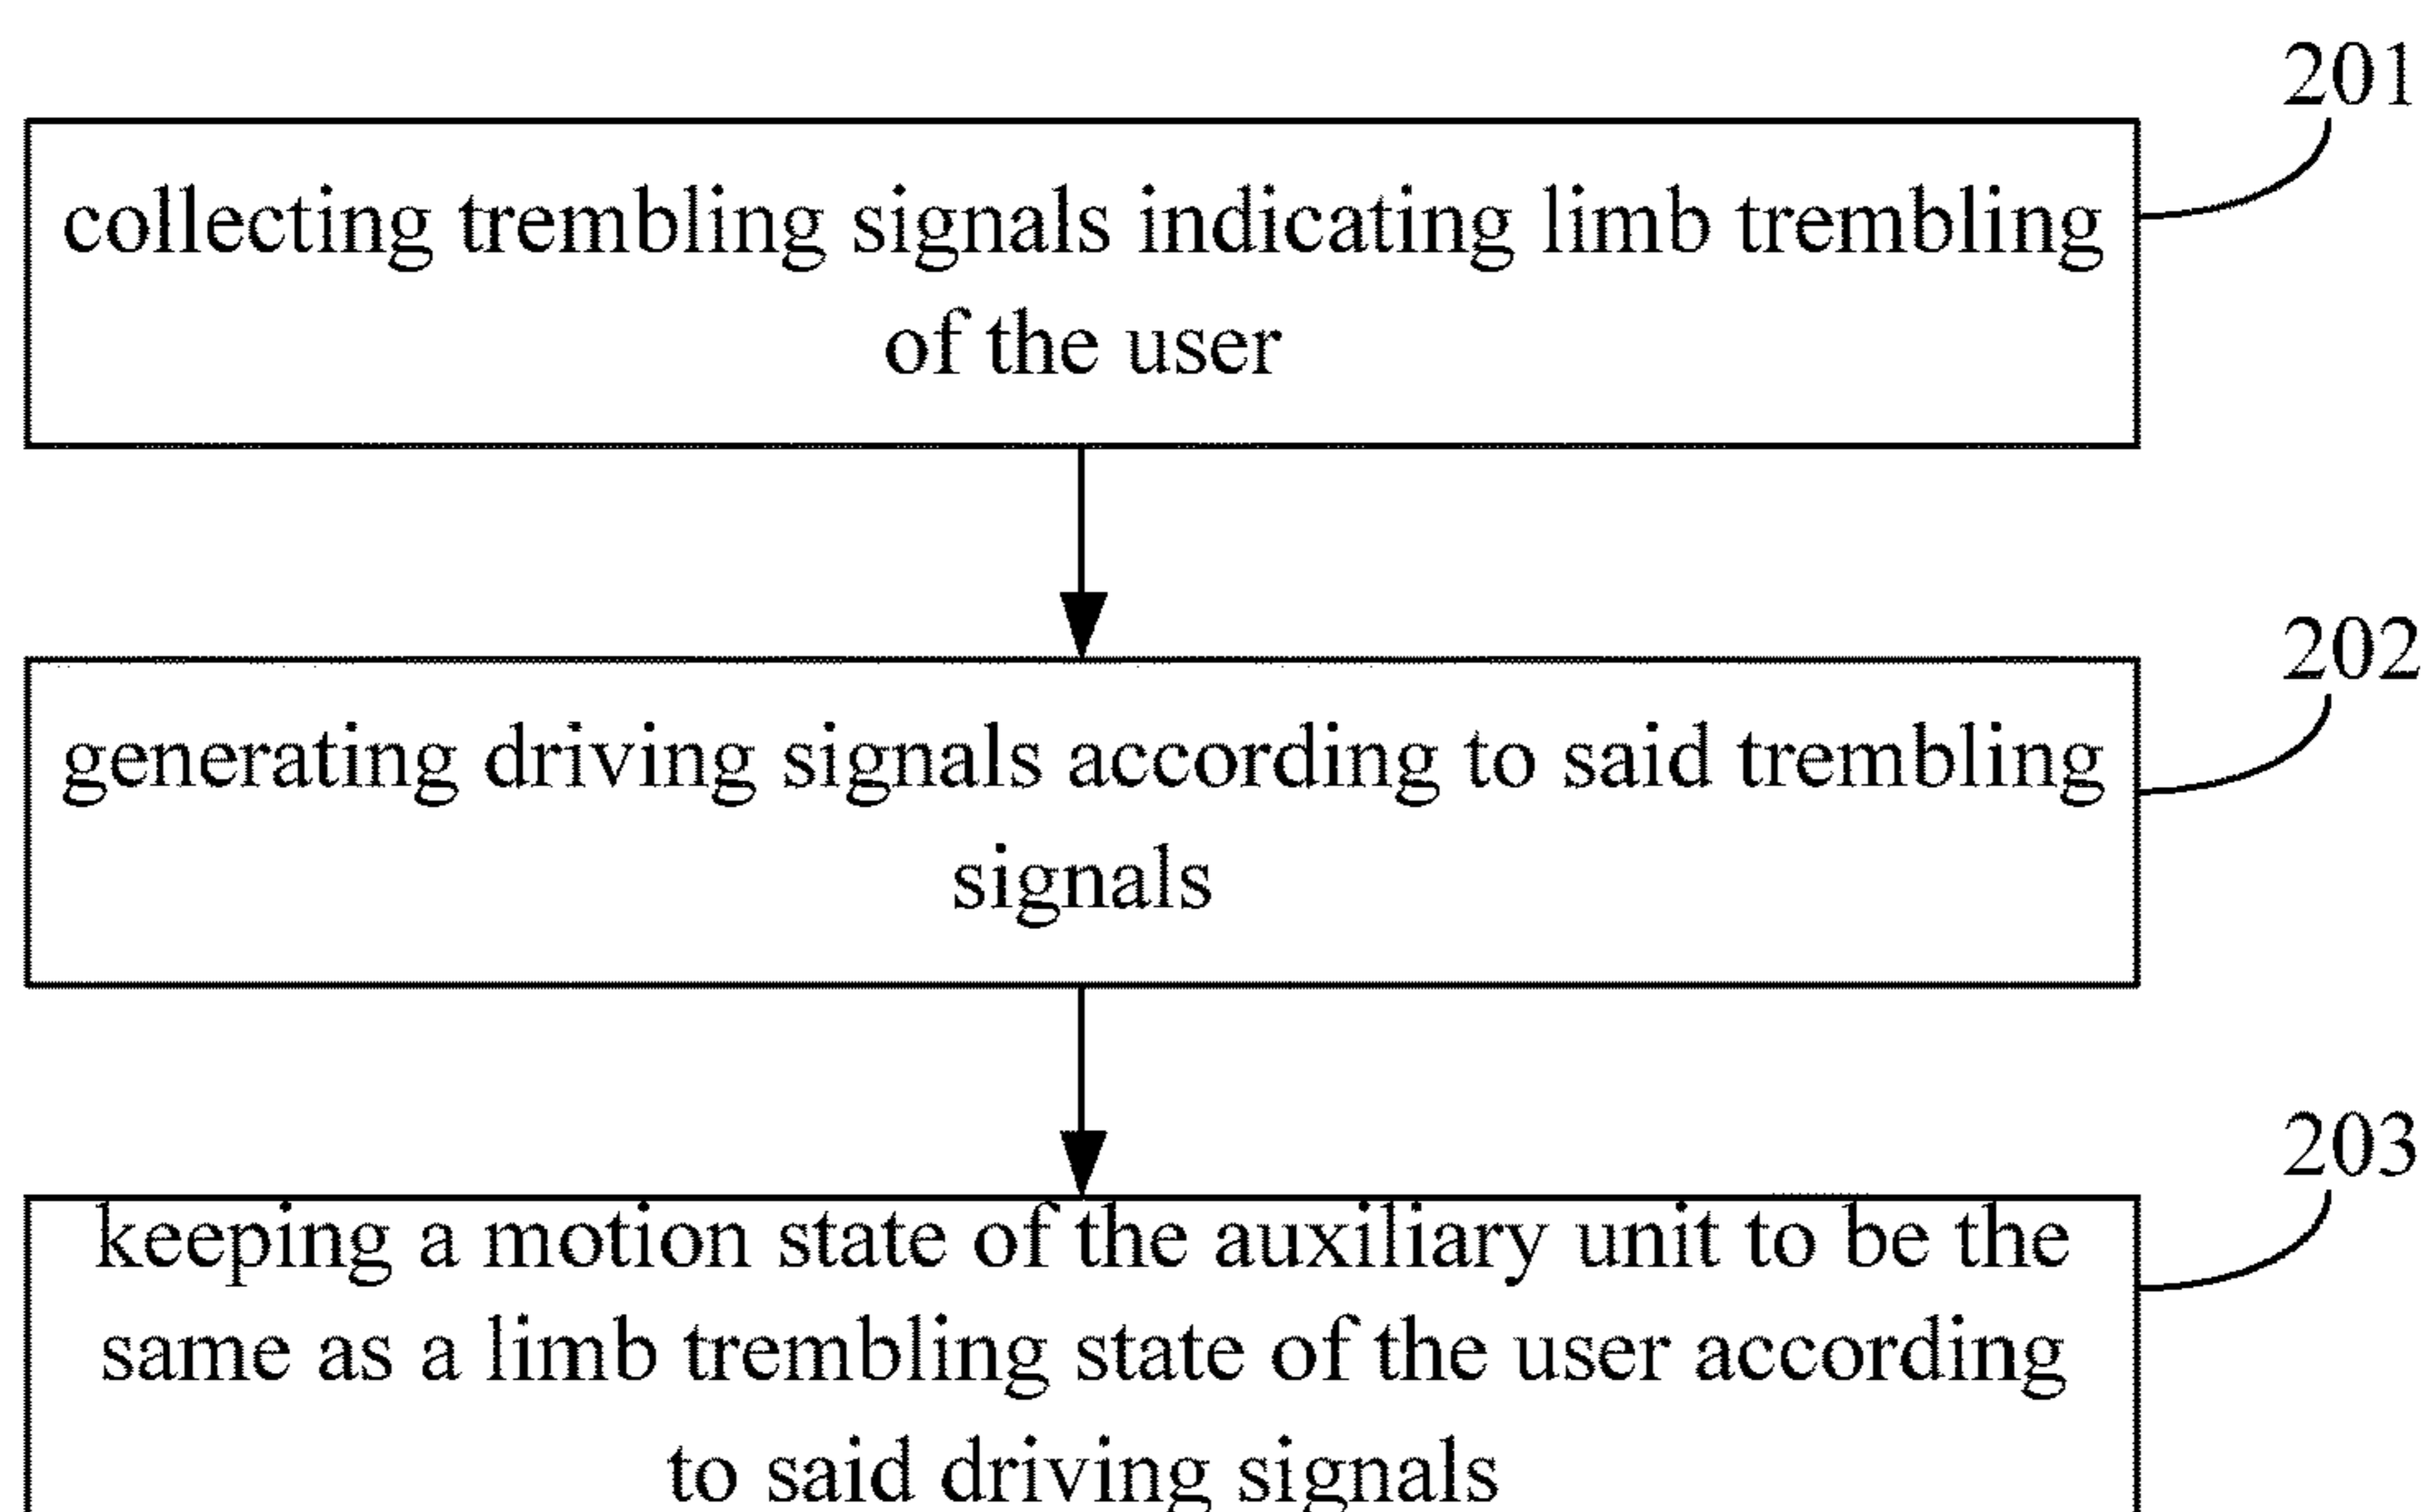 201
collecting trembling signals indicating limb trembling
of the user
202
generating driving signals according to said trembling
signals
203
keeping a motion state of the auxiliary unit to be the
same as a limb trembling state of the user according
to said driving signals